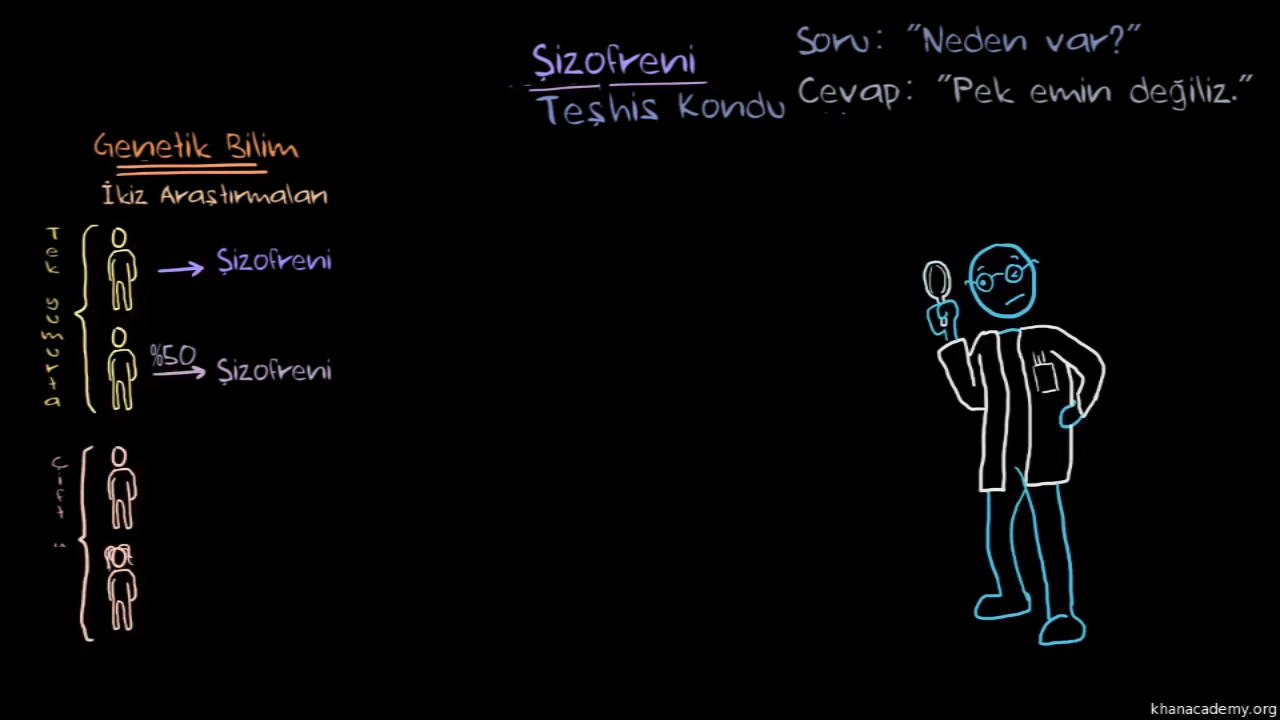 Şizofreni
Teşhis Kondu
Soru: "Neden var?"
Cevap: "Pek emin değiliz."
Genetik Bilim
İkiz Araştırmaları
Tek yumurta
Şizofreni
%50
Şizofreni
Çift
khanacademy.org